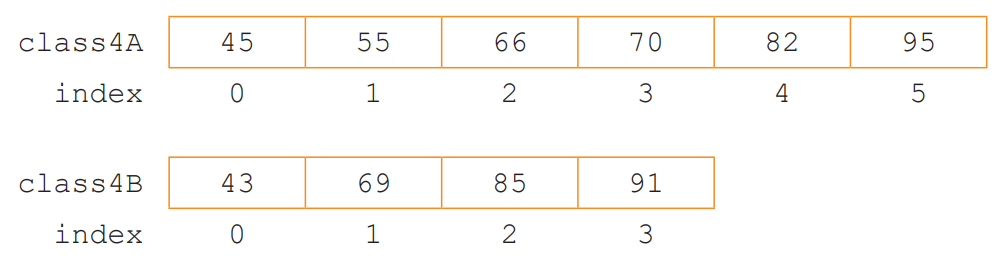 class4A 45 55 66 70 82 95
index 0 1 2 3 4 5
class4B 43 69 85 91
index 0 1 2 3